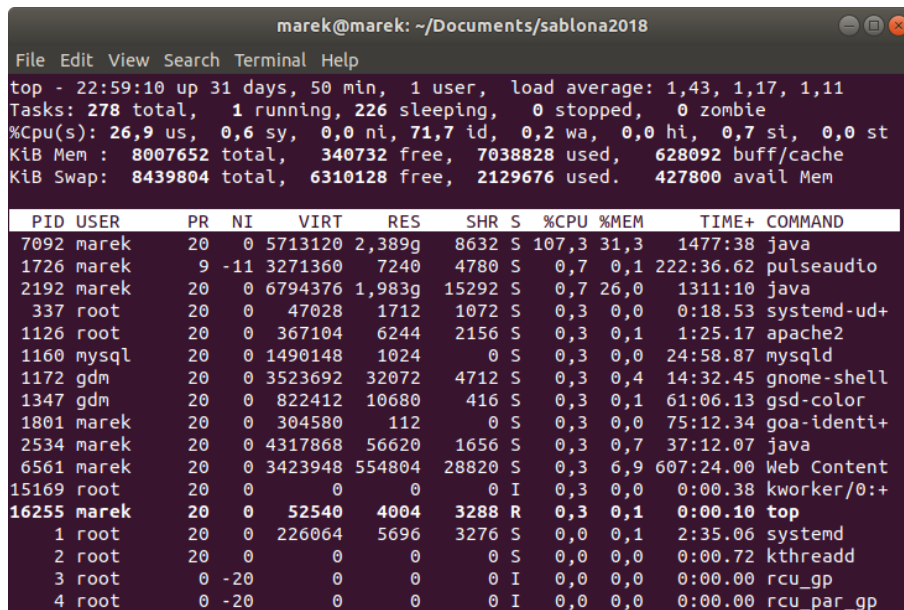 marek@marek: ~/Documents/sablona2018
File Edit View Search Terminal Help
top - 22:59:10 up 31 days, 50 min,  1 user,  load average: 1,43, 1,17, 1,11
Tasks: 278 total,   1 running, 226 sleeping,   0 stopped,   0 zombie
%Cpu(s): 26,9 us,  0,6 sy,  0,0 ni, 71,7 id,  0,2 wa,  0,0 hi,  0,7 si,  0,0 st
KiB Mem :  8007652 total,   340732 free,  7038828 used,   628092 buff/cache
KiB Swap:  8439804 total,  6310128 free,  2129676 used.   427800 avail Mem
PID USER      PR  NI    VIRT    RES    SHR S  %CPU %MEM     TIME+ COMMAND
7092 marek     20   0 5713120 2,389g   8632 S 107,3 31,3   1477:38 java
1726 marek      9 -11 3271360   7240   4780 S   0,7  0,1 222:36.62 pulseaudio
2192 marek     20   0 6794376 1,983g  15292 S   0,7 26,0   1311:10 java
337 root      20   0   47028   1712   1072 S   0,3  0,0   0:18.53 systemd-ud+
1126 root      20   0  367104   6244   2156 S   0,3  0,1   1:25.17 apache2
1160 mysql     20   0 1490148   1024      0 S   0,3  0,0  24:58.87 mysqld
1172 gdm       20   0 3523692  32072   4712 S   0,3  0,4  14:32.45 gnome-shell
1347 gdm       20   0  822412  10680    416 S   0,3  0,1  61:06.13 gsd-color
1801 marek     20   0  304580    112      0 S   0,3  0,0  75:12.34 goa-identi+
2534 marek     20   0 4317868  56620   1656 S   0,3  0,7  37:12.07 java
6561 marek     20   0 3423948 554804  28820 S   0,3  6,9 607:24.00 Web Content
15169 root      20   0       0      0      0 I   0,3  0,0   0:00.38 kworker/0:+
16255 marek     20   0   52540   4004   3288 R   0,3  0,1   0:00.10 top
1 root      20   0  226064   5696   3276 S   0,0  0,1   2:35.06 systemd
2 root      20   0       0      0      0 S   0,0  0,0   0:00.72 kthreadd
3 root       0 -20       0      0      0 I   0,0  0,0   0:00.00 rcu_gp
4 root       0 -20       0      0      0 I   0,0  0,0   0:00.00 rcu_par_gp